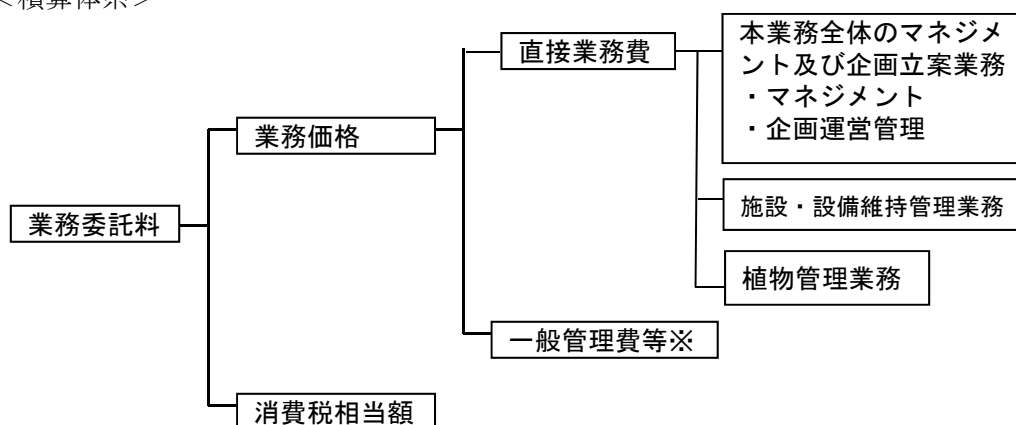 ＜積算体系＞
直接業務費
本業務全体のマネジメ
ント及び企画立案業務
・マネジメント
・企画運営管理
業務価格
施設・設備維持管理業務
業務委託料
植物管理業務
一般管理費等※
消費税相当額